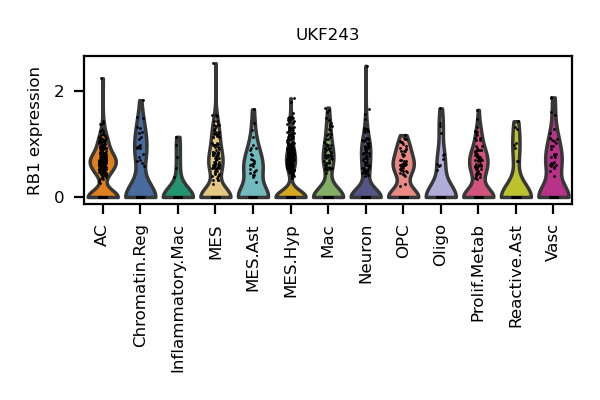 UKF243
RB1 expression
2
0
AC
Chromatin.Reg
Inflammatory.Mac
MES
MES.Ast
MES.Hyp
Mac
Neuron
OPC
Oligo
Prolif.Metab
Reactive.Ast
Vasc